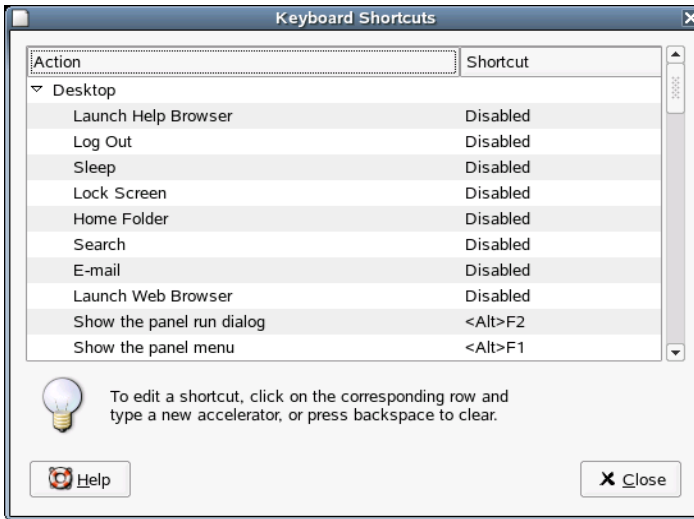 Keyboard Shortcuts
Action Shortcut
Desktop
Launch Help Browser Disabled
Log Out Disabled
Sleep Disabled
Lock Screen Disabled
Home Folder Disabled
Search Disabled
E-mail Disabled
Launch Web Browser Disabled
Show the panel run dialog <Alt>F2
Show the panel menu <Alt>F1
To edit a shortcut, click on the corresponding row and
type a new accelerator, or press backspace to clear.
Help Close